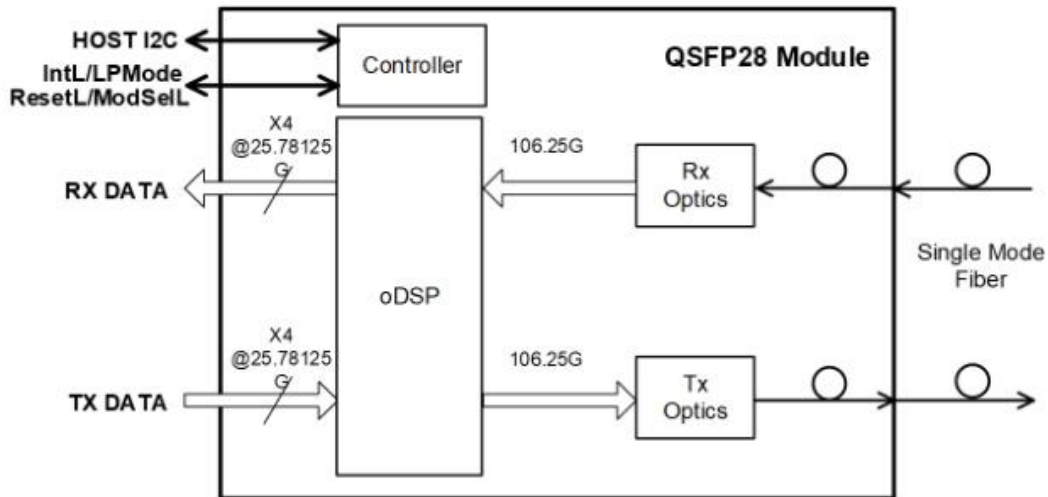 HOST I2C
IntL/LPMode
ResetL/ModSelL
Controller
QSFP28 Module
X4
@25.78125
G
106.25G
RX DATA
Rx
Optics
Single Mode
Fiber
oDSP
X4
@25.78125
G
106.25G
TX DATA
Tx
Optics